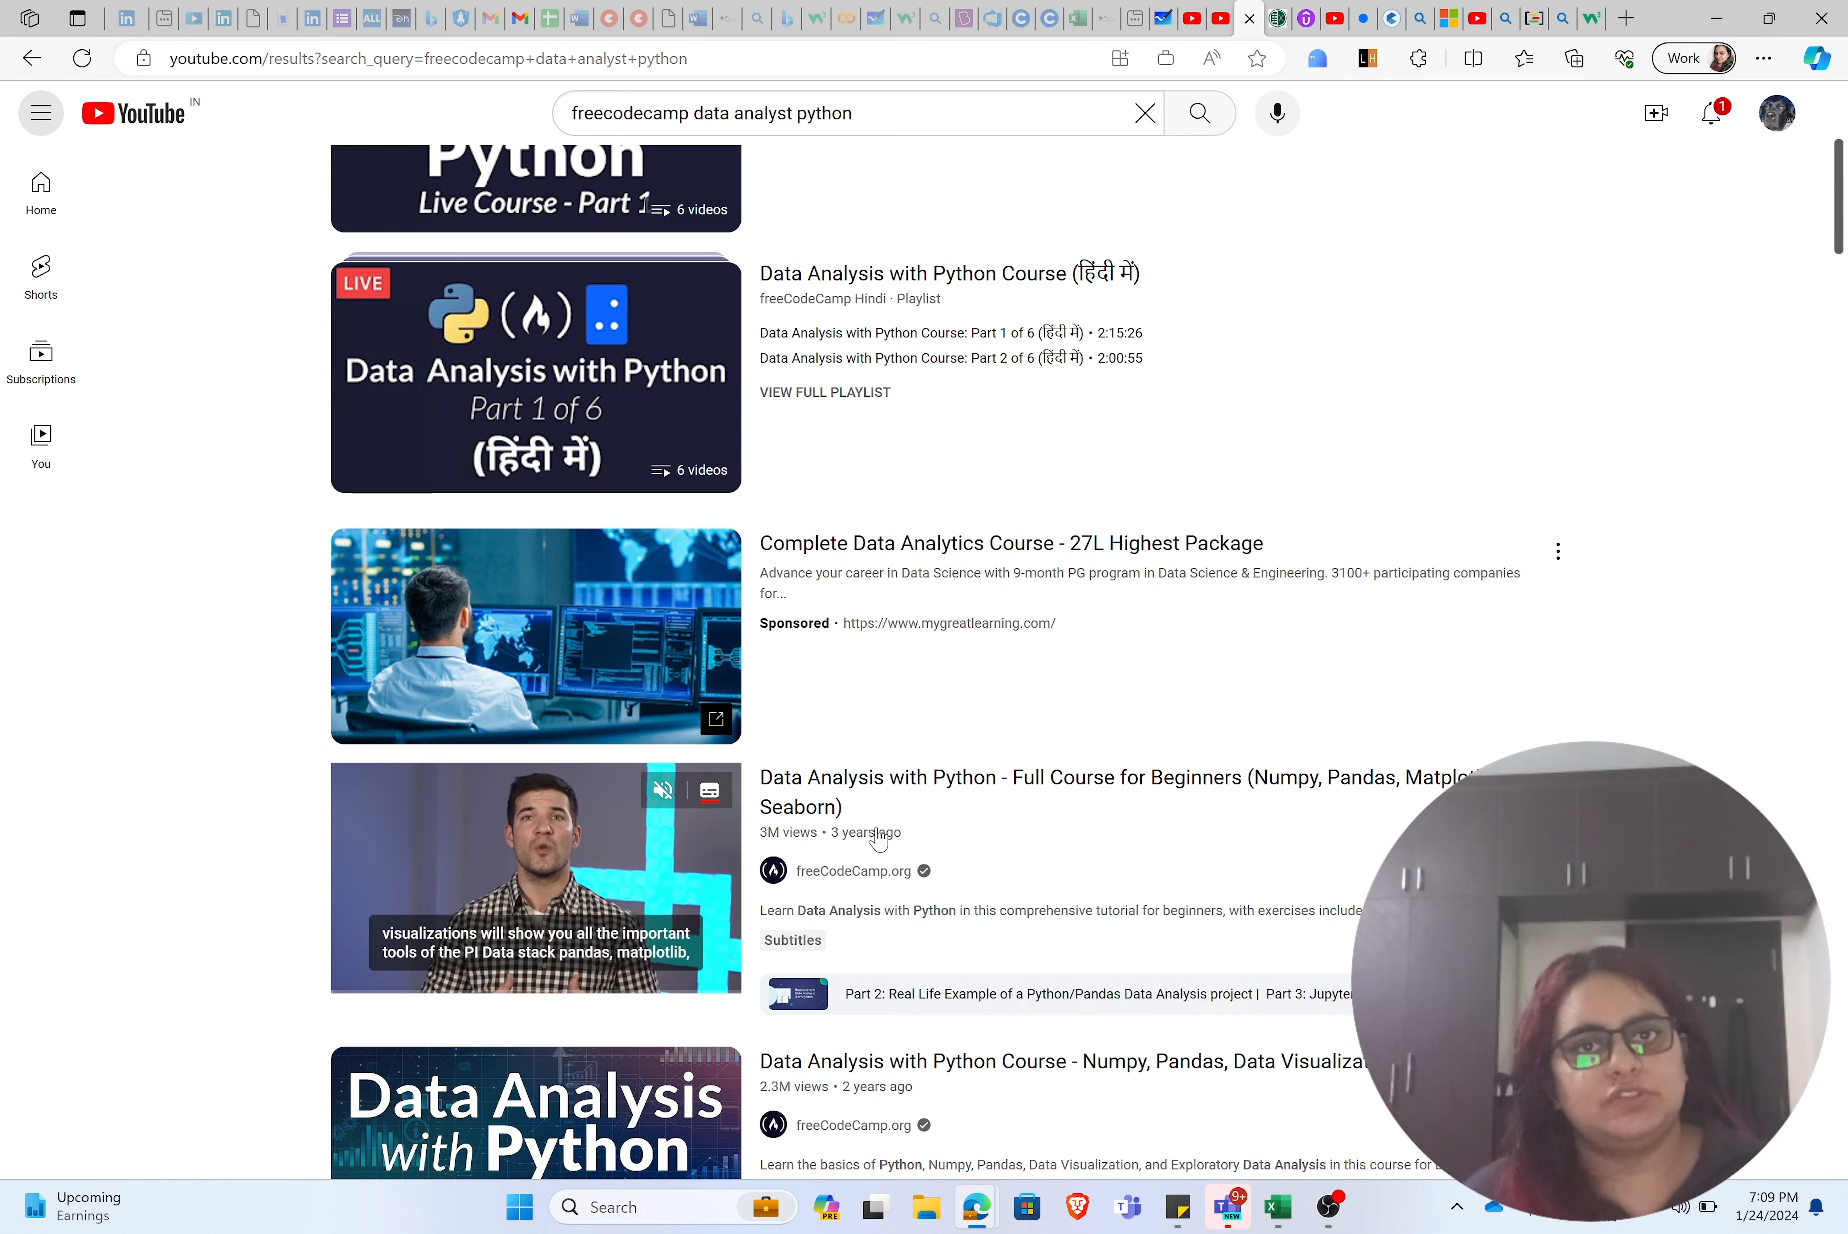 youtube.com/results?search_query=freecodecamp+data+analyst+python
Work
YouTube IN
freecodecamp data analyst python
1
Home
Shorts
Subscriptions
You
Python
Live Course - Part 1
6 videos
LIVE
Data Analysis with Python
Part 1 of 6
(हिंदी में)
6 videos
Data Analysis with Python Course (हिंदी में)
freeCodeCamp Hindi · Playlist
Data Analysis with Python Course: Part 1 of 6 (हिंदी में) • 2:15:26
Data Analysis with Python Course: Part 2 of 6 (हिंदी में) • 2:00:55
VIEW FULL PLAYLIST
Complete Data Analytics Course - 27L Highest Package
Advance your career in Data Science with 9-month PG program in Data Science & Engineering. 3100+ participating companies
for...
Sponsored · https://www.mygreatlearning.com/
visualizations will show you all the important
tools of the PI Data stack pandas, matplotlib,
Data Analysis with Python - Full Course for Beginners (Numpy, Pandas,
Seaborn)
3M views • 3 years ago
freeCodeCamp.org
Learn Data Analysis with Python in this comprehensive tutorial for beginners, with exercises include
Subtitles
Part 2: Real Life Example of a Python/Pandas Data Analysis project | Part 3:
Data Analysis
with Python
Data Analysis with Python Course - Numpy, Pandas, Data
2.3M views • 2 years ago
freeCodeCamp.org
Learn the basics of Python, Numpy, Pandas, Data Visualization, and Exploratory Data Analysis in this course for
Upcoming
Earnings
Search
PRE
9+
NEW
7:09 PM
1/24/2024